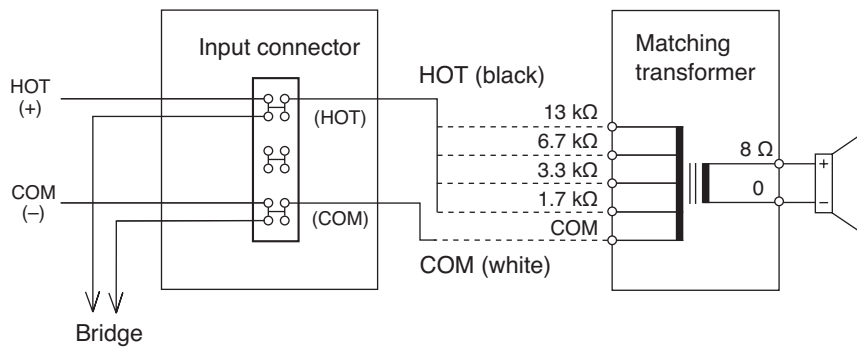 Input connector
HOT
(+)
(HOT)
COM
(–)
(COM)
Bridge
HOT (black)
COM (white)
Matching
transformer
13 kΩ
6.7 kΩ
3.3 kΩ
1.7 kΩ
COM
8 Ω
0
+
–